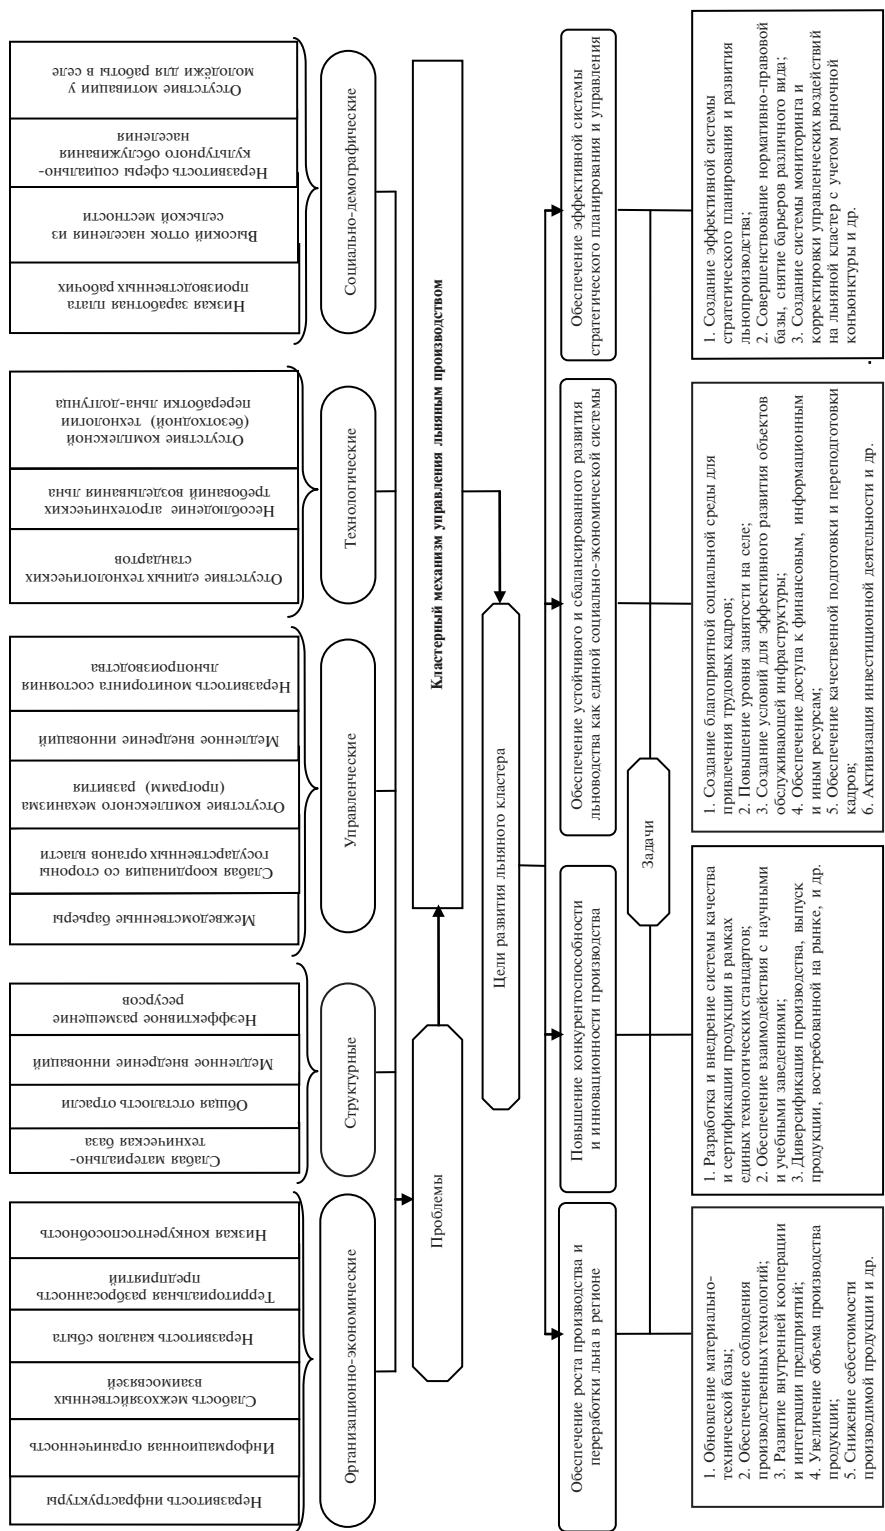 Неразвитость инфраструктуры
Информационная ограниченность
Слабость межхозяйственных
взаимосвязей
Неразвитость каналов сбыта
Территориальная разбросанность
предприятий
Низкая конкурентоспособность
Слабая материально-
техническая база
Общая отсталость отрасли
Медленное внедрение инноваций
Неэффективное размещение
ресурсов
Межведомственные барьеры
Слабая координация со стороны
государственных органов власти
Отсутствие комплексного механизма
(программ) развития
Медленное внедрение инноваций
Неразвитость мониторинга состояния
льнопроизводства
Отсутствие единых технологических
стандартов
Несоблюдение агротехнических
требований возделывания льна
Отсутствие комплексной
(безотходной) технологии
переработки льна-долгунца
Низкая заработная плата
производственных рабочих
Высокий отток населения из
сельской местности
Неразвитость сферы социально-
культурного обслуживания
населения
Отсутствие мотивации у
молодёжи для работы в селе
Организационно-экономические
Структурные
Управленческие
Технологические
Социально-демографические
Проблемы
Кластерный механизм управления льняным производством
Цели развития льняного кластера
Обеспечение роста производства и
переработки льна в регионе
Повышение конкурентоспособности
и инновационности производства
Обеспечение устойчивого и сбалансированного развития
льноводства как единой социально-экономической системы
Обеспечение эффективной системы
стратегического планирования и управления
Задачи
1. Обновление материально-
технической базы;
2. Обеспечение соблюдения
производственных технологий;
3. Развитие внутренней кооперации
и интеграции предприятий;
4. Увеличение объема производства
продукции;
5. Снижение себестоимости
производимой продукции и др.
1. Разработка и внедрение системы качества
и сертификации продукции в рамках
единых технологических стандартов;
2. Обеспечение взаимодействия с научными
и учебными заведениями;
3. Диверсификация производства, выпуск
продукции, востребованной на рынке, и др.
1. Создание благоприятной социальной среды для
привлечения трудовых кадров;
2. Повышение уровня занятости на селе;
3. Создание условий для эффективного развития объектов
обслуживающей инфраструктуры;
4. Обеспечение доступа к финансовым, информационным
и иным ресурсам;
5. Обеспечение качественной подготовки и переподготовки
кадров;
6. Активизация инвестиционной деятельности и др.
1. Создание эффективной системы
стратегического планирования и развития
льнопроизводства;
2. Совершенствование нормативно-правовой
базы, снятие барьеров различного вида;
3. Создание системы мониторинга и
корректировки управленческих воздействий
на льняной кластер с учетом рыночной
конъюнктуры и др.